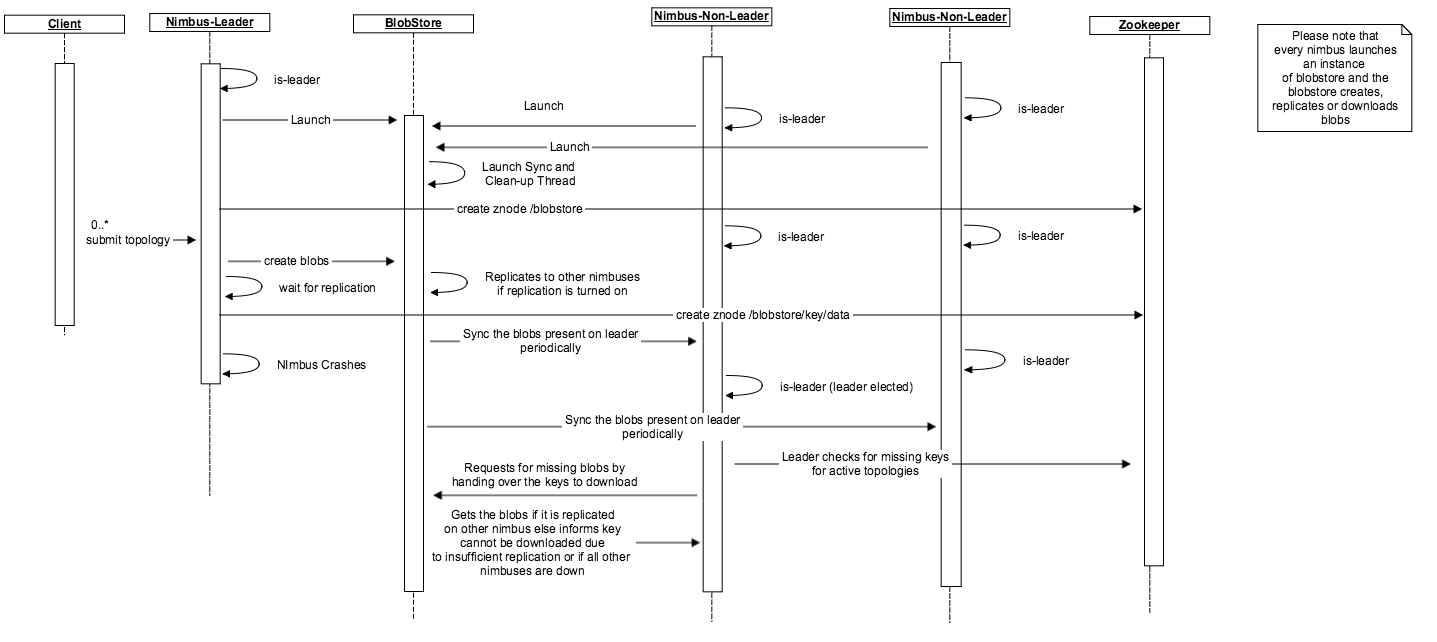 Client
Nimbus-Leader
BlobStore
Nimbus-Non-Leader
Nimbus-Non-Leader
Zookeeper
Please note that
every nimbus launches
an instance
of blobstore and the
blobstore creates,
replicates or downloads
blobs
is-leader
Launch
is-leader
is-leader
Launch
Launch
Launch Sync and
Clean-up Thread
create znode /blobstore
0..*
submit topology
is-leader
is-leader
create blobs
Replicates to other nimbuses
if replication is turned on
wait for replication
create znode /blobstore/key/data
Sync the blobs present on leader
periodically
NImbus Crashes
is-leader
is-leader (leader elected)
Sync the blobs present on leader
periodically
Leader checks for missing keys
for active topologies
Requests for missing blobs by
handing over the keys to download
Gets the blobs if it is replicated
on other nimbus else informs key
cannot be downloaded due
to insufficient replication or if all other
nimbuses are down